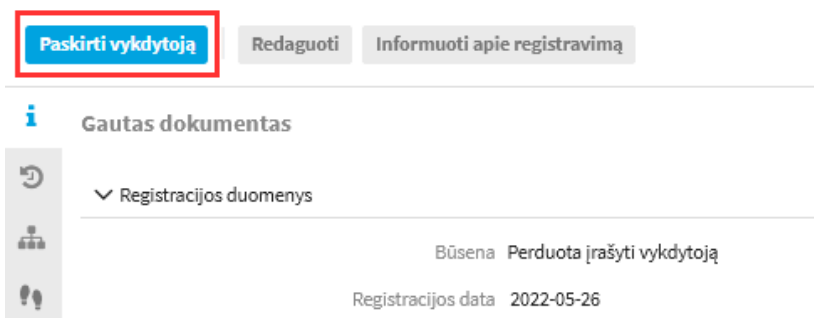 Paskirti vykdytoją Redaguoti Informuoti apie registravimą
Gautas dokumentas
Registracijos duomenys
Būsena Perduota įrašyti vykdytoją
Registracijos data 2022-05-26